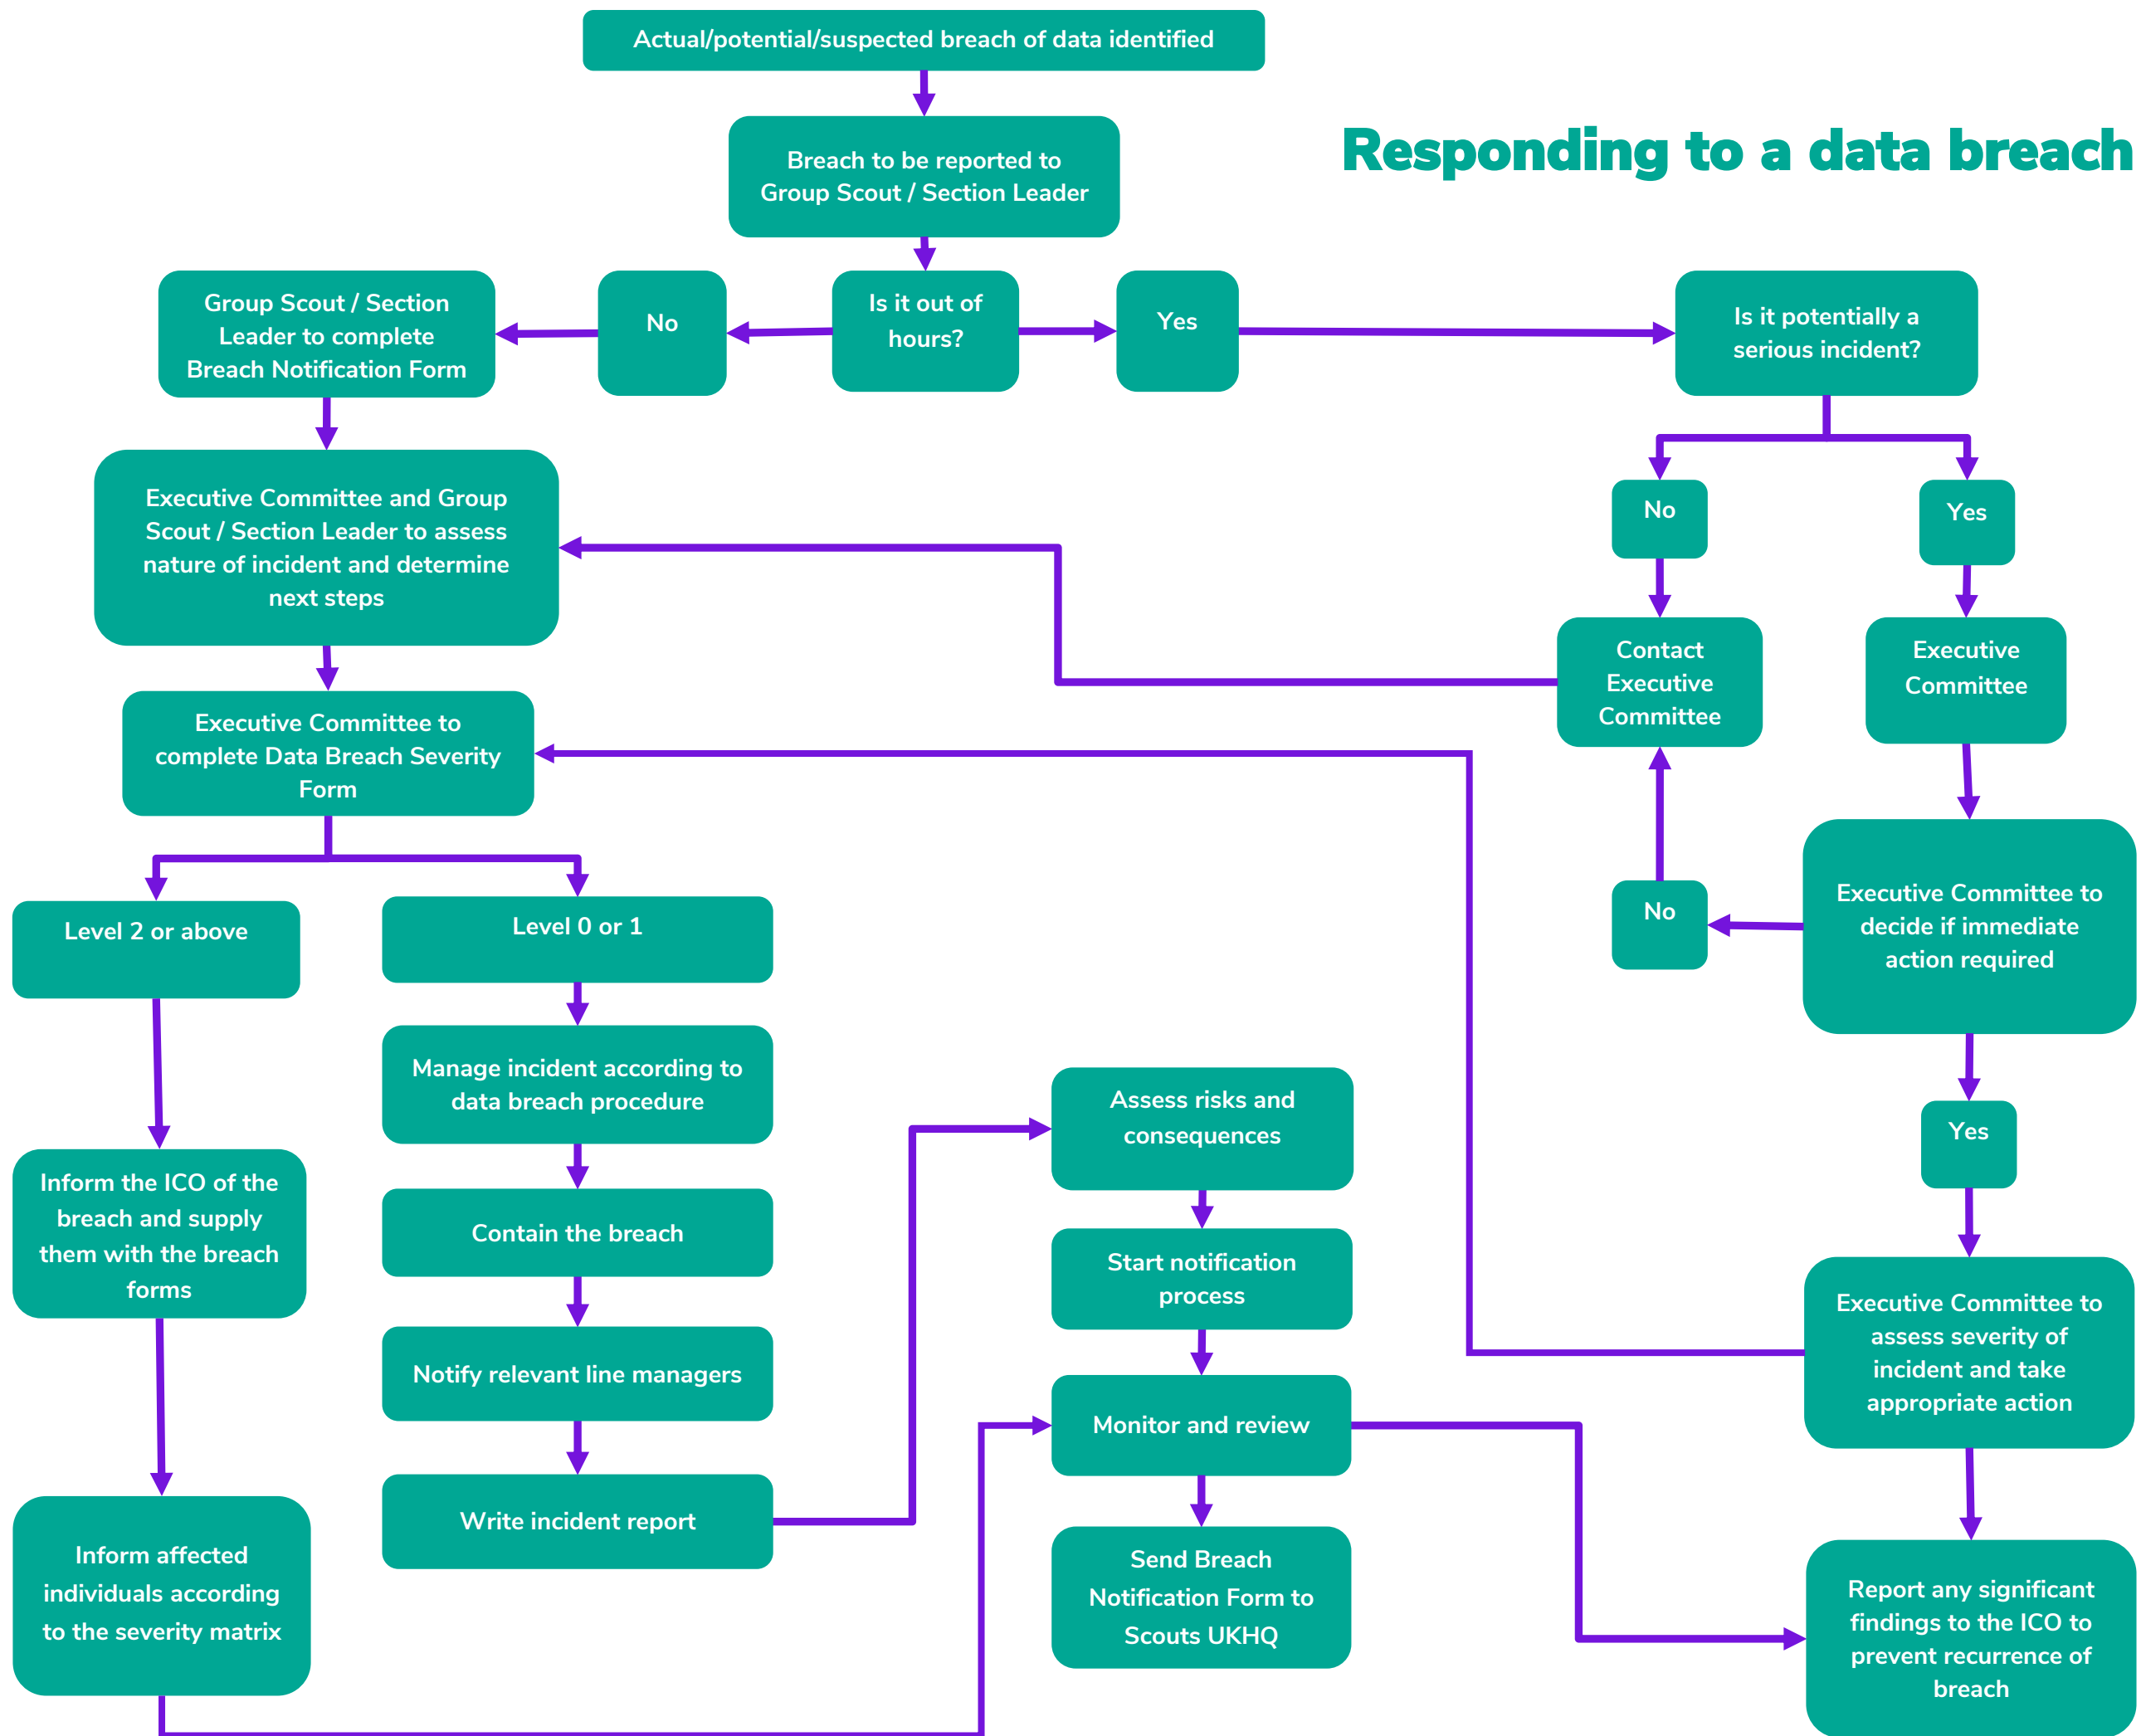 Actual/potential/suspected breach of data identified
Responding to a data breach
Breach to be reported to
Group Scout / Section Leader
Group Scout / Section
Leader to complete
Breach Notification Form
No
Is it out of
hours?
Yes
Is it potentially a
serious incident?
Executive Committee and Group
Scout / Section Leader to assess
nature of incident and determine
next steps
No
Yes
Contact
Executive
Committee
Executive
Committee
Executive Committee to
complete Data Breach Severity
Form
Level 2 or above
Level 0 or 1
No
Executive Committee to
decide if immediate
action required
Manage incident according to
data breach procedure
Assess risks and
consequences
Yes
Inform the ICO of the
breach and supply
them with the breach
forms
Contain the breach
Start notification
process
Executive Committee to
assess severity of
incident and take
appropriate action
Notify relevant line managers
Monitor and review
Write incident report
Inform affected
individuals according
to the severity matrix
Send Breach
Notification Form to
Scouts UKHQ
Report any significant
findings to the ICO to
prevent recurrence of
breach